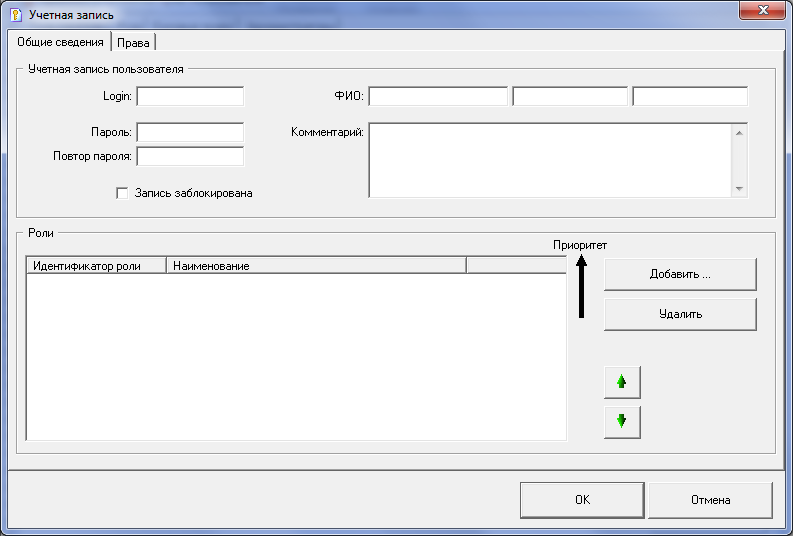 Учетная запись
Общие сведения
Права
Учетная запись пользователя
Login:
ФИО:
Пароль:
Комментарий:
Повтор пароля:
Запись заблокирована
Роли
Приоритет
Идентификатор роли
Наименование
Добавить ...
Удалить
OK
Отмена